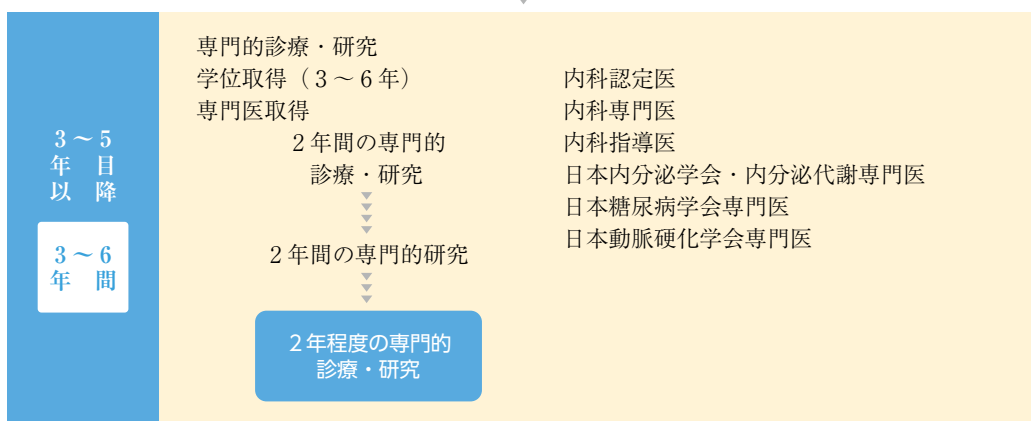 3～5
年目
以降
3～6
年間
専門的診療・研究
学位取得（3～6年）
専門医取得
2年間の専門的
診療・研究
2年間の専門的研究
2年程度の専門的
診療・研究
内科認定医
内科専門医
内科指導医
日本内分泌学会・内分泌代謝専門医
日本糖尿病学会専門医
日本動脈硬化学会専門医